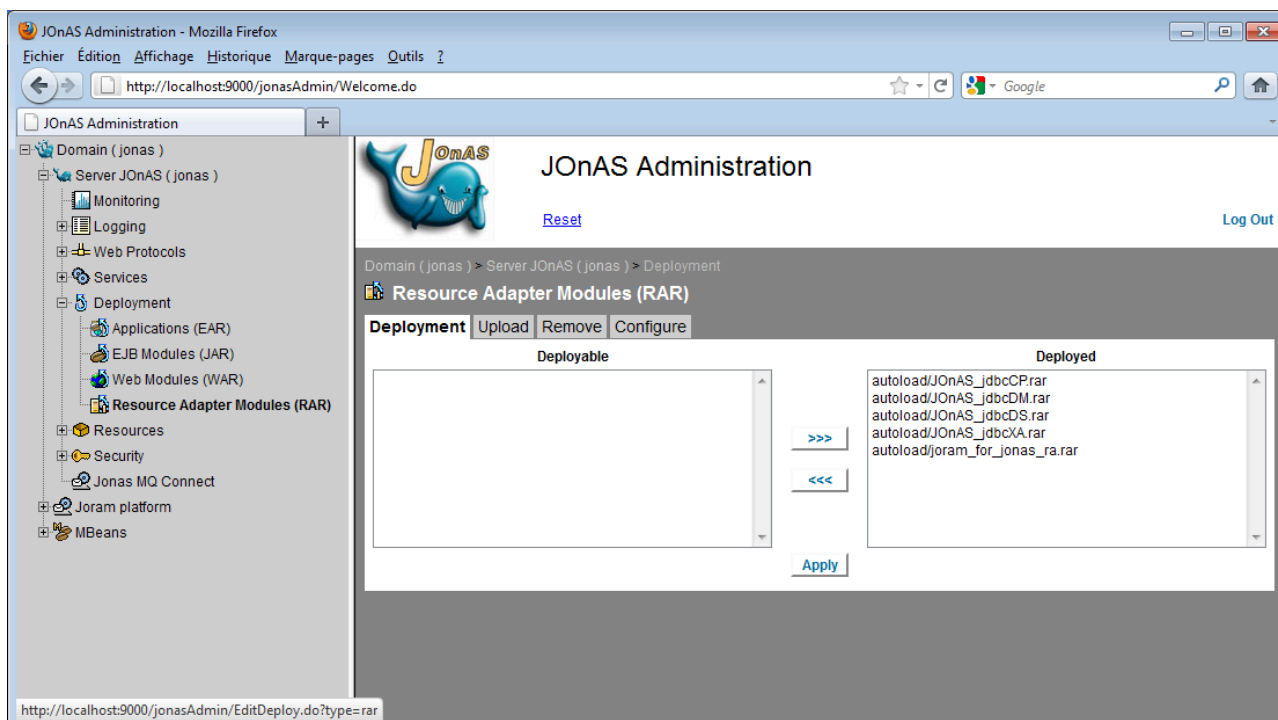 JOnAS Administration - Mozilla Firefox
Fichier Édition Affichage Historique Marque-pages Outils ?
http://localhost:9000/jonasAdmin/Welcome.do
Google
JOnAS Administration
Domain ( jonas )
Server JOnAS ( jonas )
Monitoring
Logging
Web Protocols
Services
Deployment
Applications (EAR)
EJB Modules (JAR)
Web Modules (WAR)
Resource Adapter Modules (RAR)
Resources
Security
Jonas MQ Connect
Joram platform
MBeans
JOnAS
JOnAS Administration
Reset
Log Out
Domain ( jonas ) > Server JOnAS ( jonas ) > Deployment
Resource Adapter Modules (RAR)
Deployment Upload Remove Configure
Deployable
Deployed
autoload/JOnAS_jdbcCP.rar
autoload/JOnAS_jdbcDM.rar
autoload/JOnAS_jdbcDS.rar
autoload/JOnAS_jdbcXA.rar
autoload/joram_for_jonas_ra.rar
>>>
<<<
Apply
http://localhost:9000/jonasAdmin/EditDeploy.do?type=rar